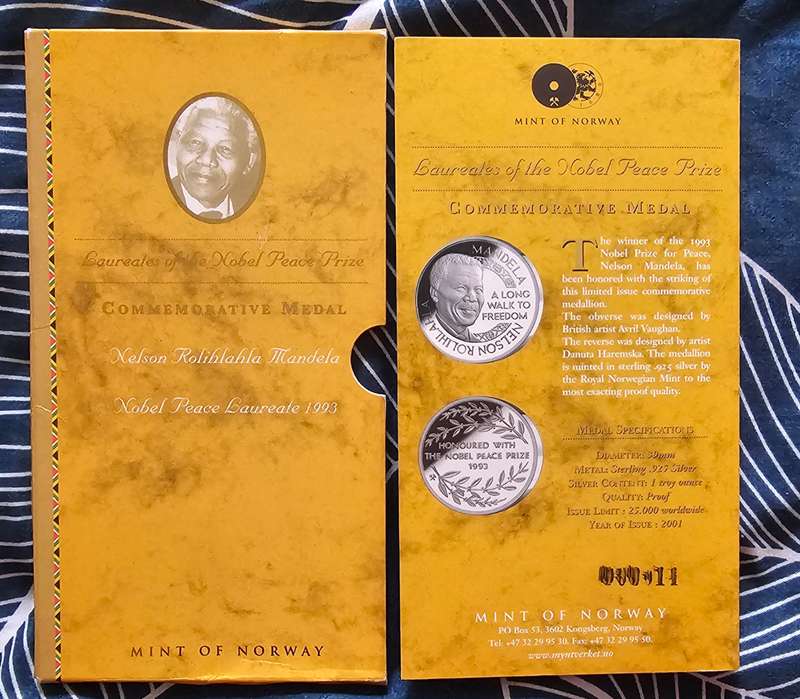 Laureates of the Nobel Peace Prize
COMMEMORATIVE MEDAL
Nelson Rolihlahla Mandela
Nobel Peace Laureate 1993
MINT OF NORWAY
MINT OF NORWAY
Laureates of the Nobel Peace Prize
COMMEMORATIVE MEDAL
NELSON ROLIHLAHLA MANDELA
A LONG
WALK TO
FREEDOM
The winner of the 1993
Nobel Prize for Peace,
Nelson Mandela, has
been honored with the striking of
this limited issue commemorative
medallion.
The obverse was designed by
British artist Avril Vaughan.
The reverse was designed by artist
Danuta Haremska. The medallion
is minted in sterling .925 silver by
the Royal Norwegian Mint to the
most exacting proof quality.
HONOURED WITH
THE NOBEL PEACE PRIZE
1993
MEDAL SPECIFICATIONS
DIAMETER: 39mm
METAL: Sterling .925 Silver
SILVER CONTENT: 1 troy ounce
QUALITY: Proof
ISSUE LIMIT : 25.000 worldwide
YEAR OF ISSUE : 2001
MINT OF NORWAY
PO Box 53, 3602 Kongsberg, Norway
Tel. +47 32 29 95 30. Fax: +47 32 29 95 50.
www.myntverket.no